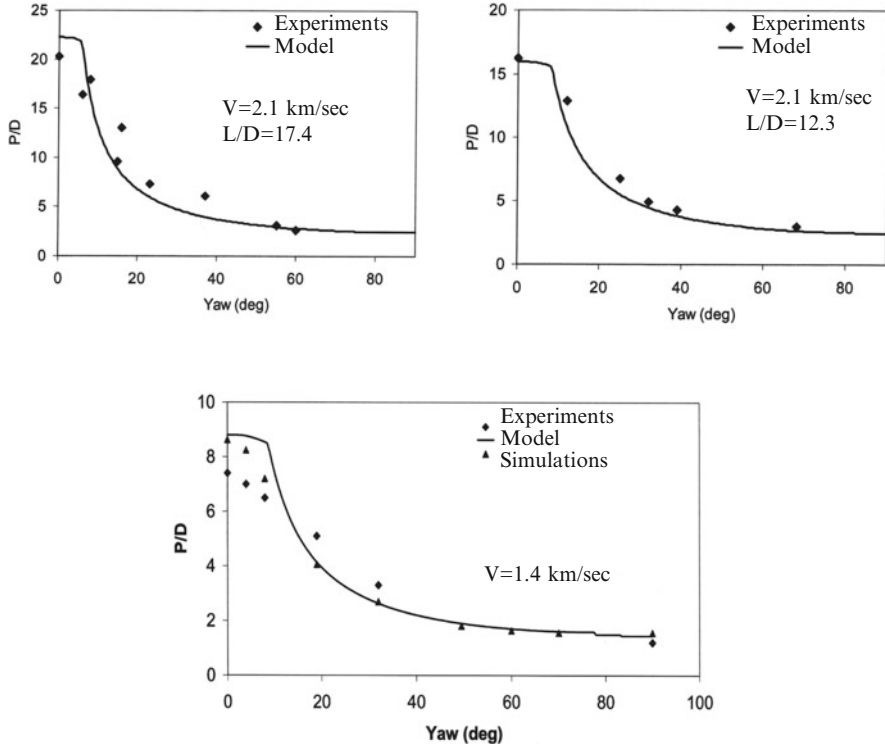 25
20
15
10
5
0
P/D
Experiments
Model
V=2.1 km/sec
L/D=17.4
0 20 40 60 80
Yaw (deg)
20
15
10
5
0
P/D
Experiments
Model
V=2.1 km/sec
L/D=12.3
0 20 40 60 80
Yaw (deg)
10
8
6
4
2
0
P/D
Experiments
Model
Simulations
V=1.4 km/sec
0 20 40 60 80 100
Yaw (deg)